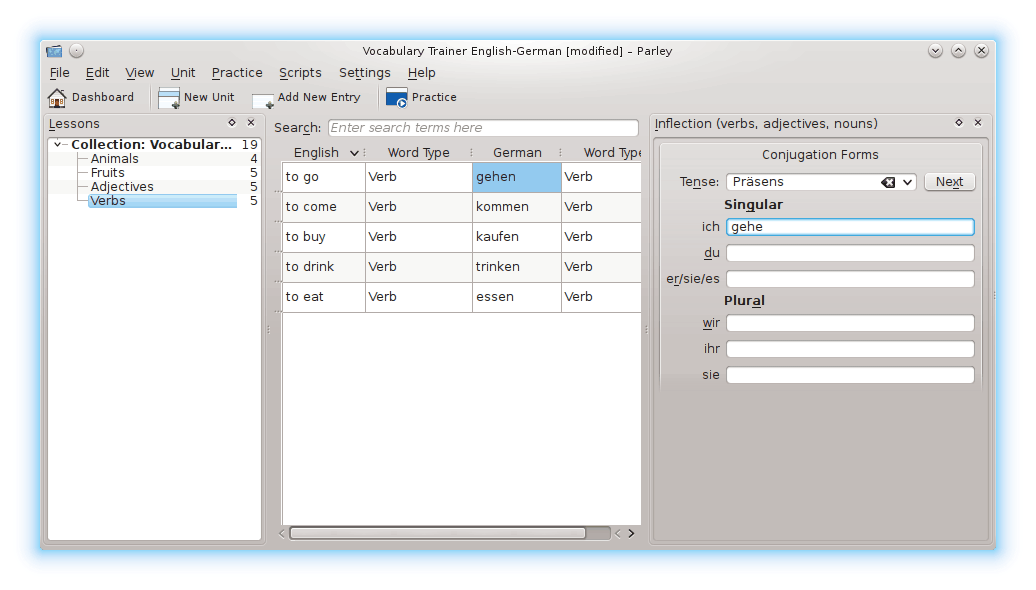 Vocabulary Trainer English-German [modified] – Parley
File Edit View Unit Practice Scripts Settings Help
Dashboard New Unit Add New Entry Practice
Lessons
Collection: Vocabular... 19
Animals 4
Fruits 5
Adjectives 5
Verbs 5
Search: Enter search terms here
English Word Type German Word Type
to go Verb gehen Verb
to come Verb kommen Verb
to buy Verb kaufen Verb
to drink Verb trinken Verb
to eat Verb essen Verb
Inflection (verbs, adjectives, nouns)
Conjugation Forms
Tense: Präsens Next
Singular
ich gehe
du
er/sie/es
Plural
wir
ihr
sie